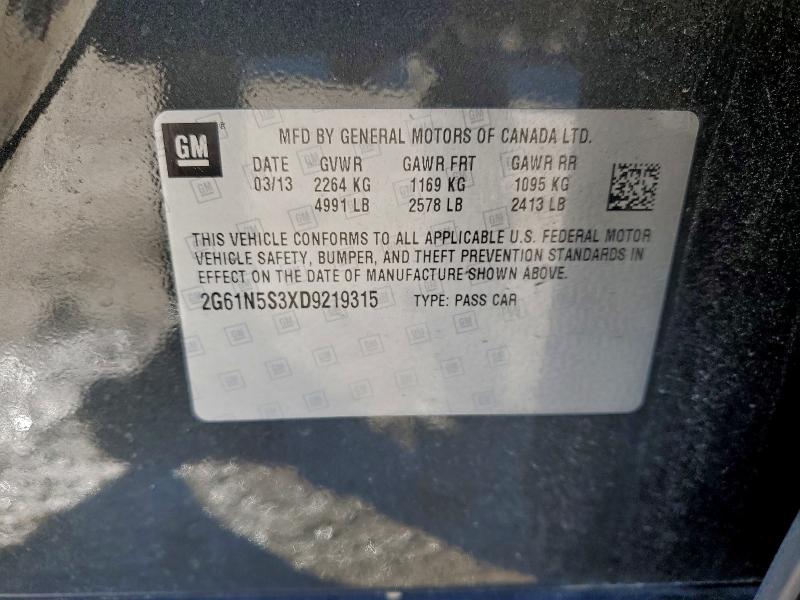 GM
MFD BY GENERAL MOTORS OF CANADA LTD.
DATE GVWR GAWR FRT GAWR RR
03/13 2264 KG 1169 KG 1095 KG
4991 LB 2578 LB 2413 LB
THIS VEHICLE CONFORMS TO ALL APPLICABLE U.S. FEDERAL MOTOR
VEHICLE SAFETY, BUMPER, AND THEFT PREVENTION STANDARDS IN
EFFECT ON THE DATE OF MANUFACTURE SHOWN ABOVE.
2G61N5S3XD9219315 TYPE: PASS CAR